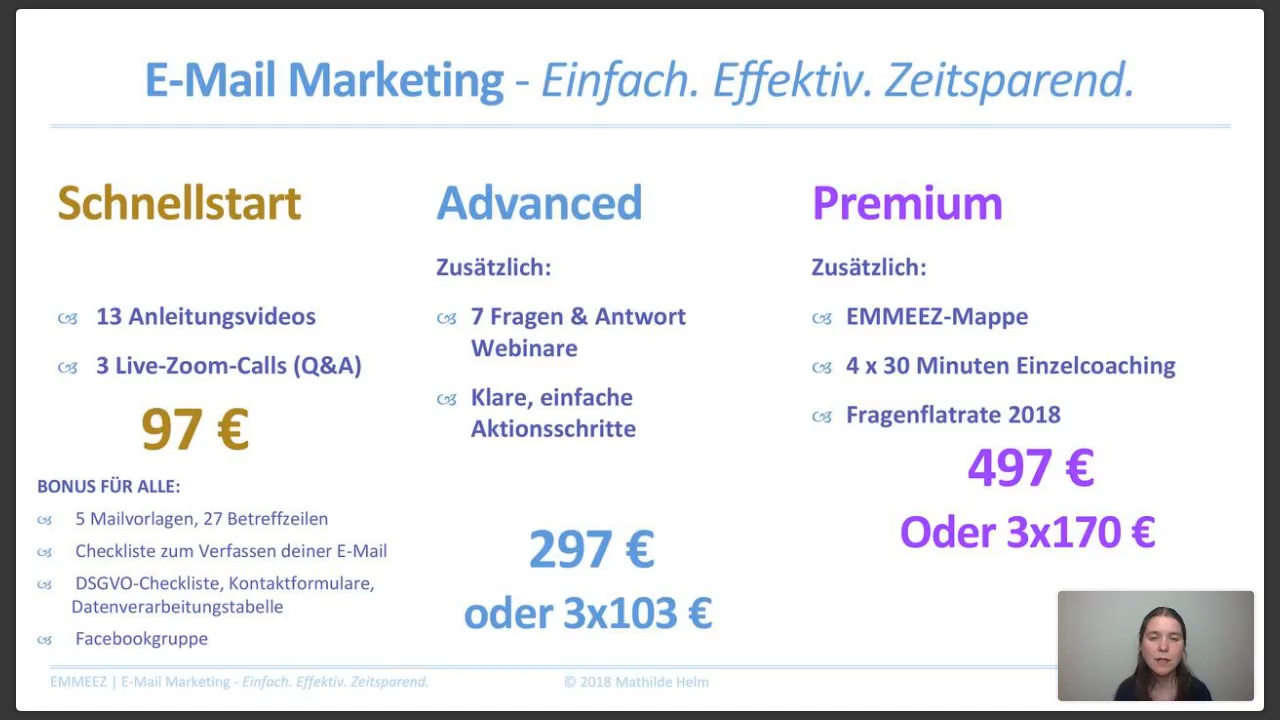 E-Mail Marketing - Einfach. Effektiv. Zeitsparend.
Schnellstart
13 Anleitungsvideos
3 Live-Zoom-Calls (Q&A)
97 €
BONUS FÜR ALLE:
5 Mailvorlagen, 27 Betreffzeilen
Checkliste zum Verfassen deiner E-Mail
DSGVO-Checkliste, Kontaktformulare,
Datenverarbeitungstabelle
Facebookgruppe
Advanced
Zusätzlich:
7 Fragen & Antwort
Webinare
Klare, einfache
Aktionsschritte
297 €
oder 3x103 €
Premium
Zusätzlich:
EMMEEZ-Mappe
4 x 30 Minuten Einzelcoaching
Fragenflatrate 2018
497 €
Oder 3x170 €
EMMEEZ | E-Mail Marketing - Einfach. Effektiv. Zeitsparend.
© 2018 Mathilde Helm